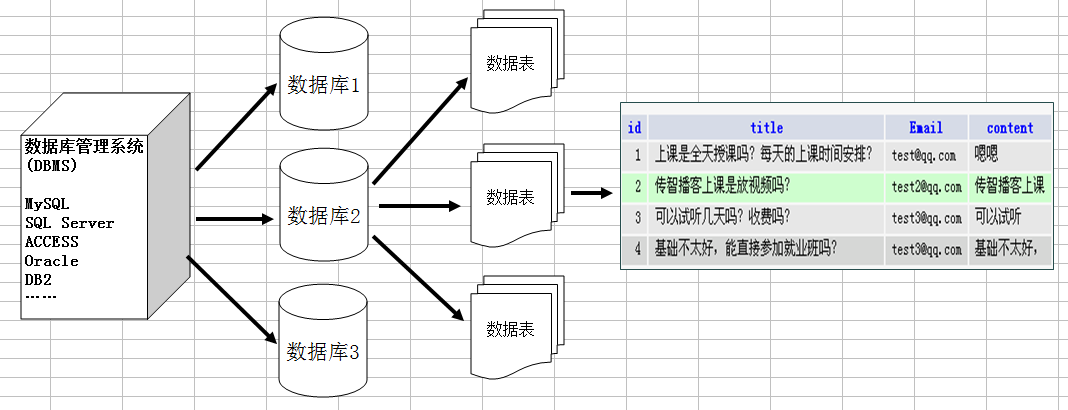 数据库管理系统
(DBMS)
MySQL
SQL Server
ACCESS
Oracle
DB2
……
数据库1
数据库2
数据库3
数据表
数据表
数据表
id title Email content
1 上课是全天授课吗？每天的上课时间安排？ test@qq.com 嗯嗯
2 传智播客上课是放视频吗？ test2@qq.com 传智播客上课
3 可以试听几天吗？收费吗？ test3@qq.com 可以试听
4 基础不太好，能直接参加就业班吗？ test3@qq.com 基础不太好，